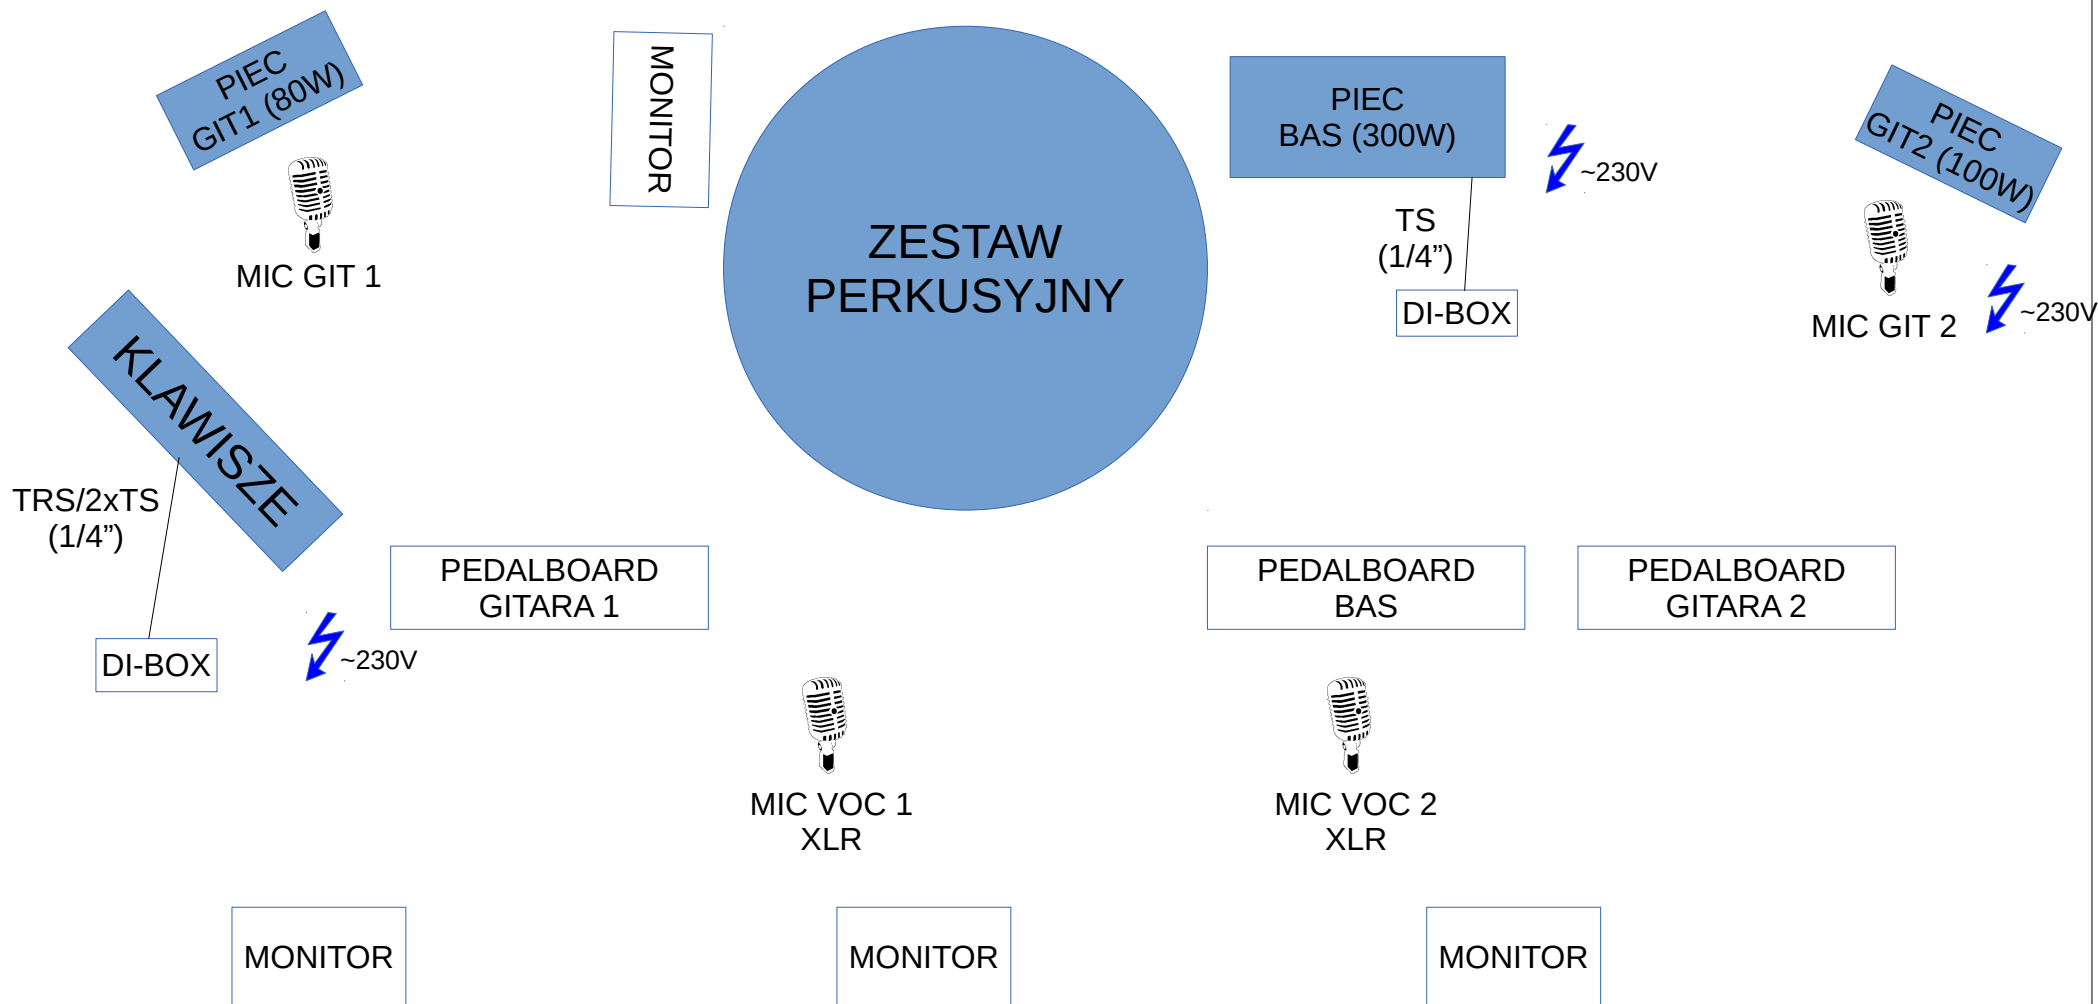 PIEC
GIT1 (80W)
MONITOR
PIEC
BAS (300W)
PIEC
GIT2 (100W)
~230V
TS
(1/4”)
ZESTAW
PERKUSYJNY
MIC GIT 1
DI-BOX
MIC GIT 2
~230V
KLAWISZE
TRS/2xTS
(1/4”)
PEDALBOARD
GITARA 1
PEDALBOARD
BAS
PEDALBOARD
GITARA 2
DI-BOX
~230V
MIC VOC 1
XLR
MIC VOC 2
XLR
MONITOR
MONITOR
MONITOR